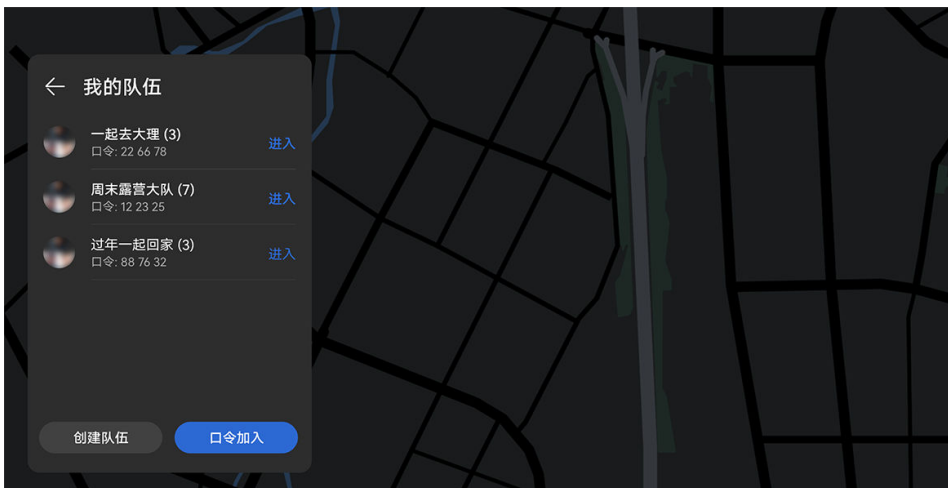 我的队伍
一起去大理 (3)
口令: 22 66 78
进入
周末露营大队 (7)
口令: 12 23 25
进入
过年一起回家 (3)
口令: 88 76 32
进入
创建队伍
口令加入